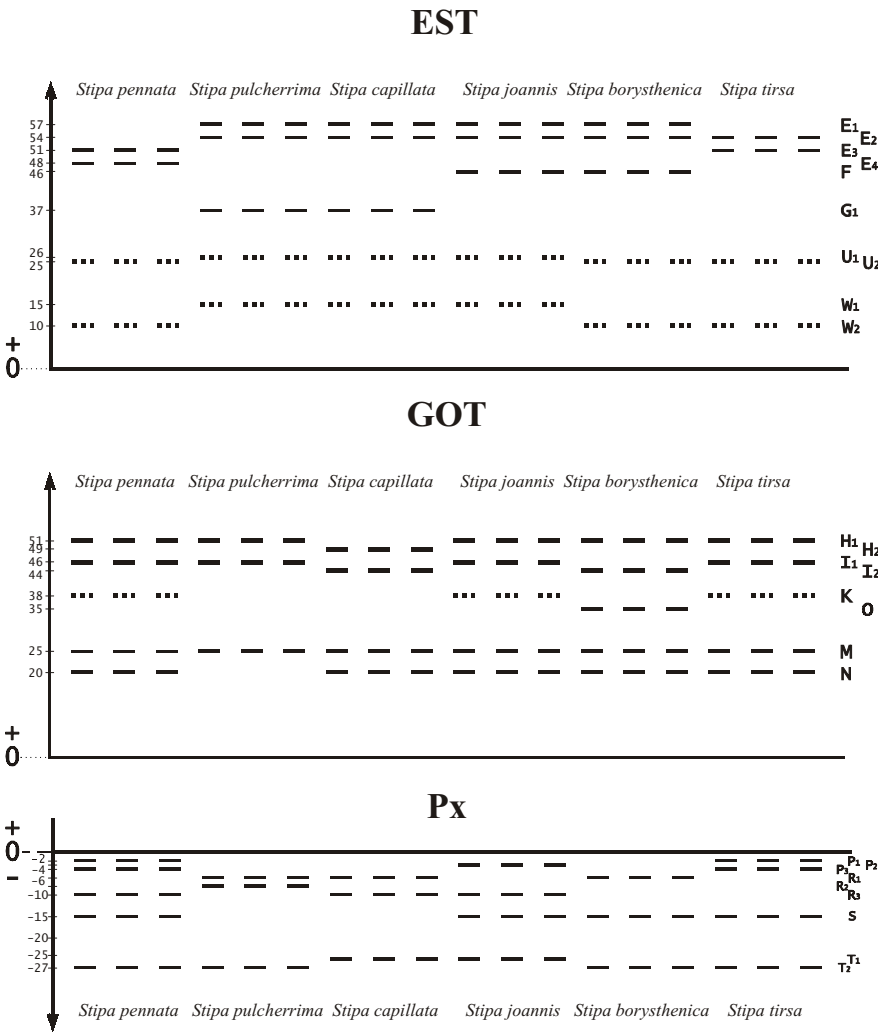 EST
Stipa pennata Stipa pulcherrima Stipa capillata Stipa joannis Stipa borysthenica Stipa tirsa
57 E1
54 E2
51 E3
48 E4
46 F
37 G1
26 U1
25 U2
15 W1
10 W2
+
0
GOT
Stipa pennata Stipa pulcherrima Stipa capillata Stipa joannis Stipa borysthenica Stipa tirsa
51 H1
49 H2
46 I1
44 I2
38 K
35 O
25 M
20 N
+
0
Px
+
0
-2 P1 P2
-4 P3
-6 R1
- R2
-10 R3
-15 S
-20
-25 T1
-27 T2
Stipa pennata Stipa pulcherrima Stipa capillata Stipa joannis Stipa borysthenica Stipa tirsa